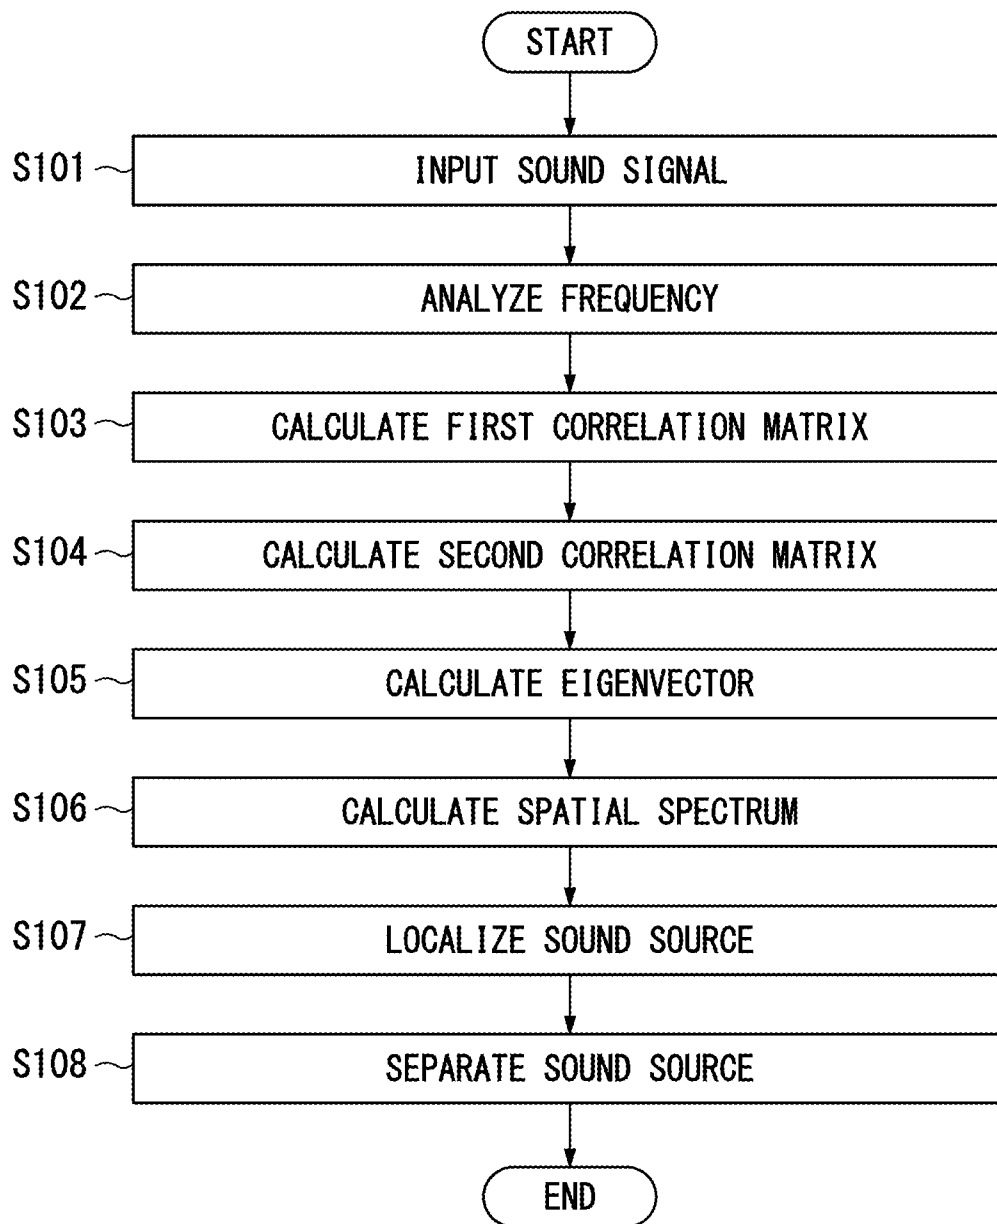 START
S101 INPUT SOUND SIGNAL
S102 ANALYZE FREQUENCY
S103 CALCULATE FIRST CORRELATION MATRIX
S104 CALCULATE SECOND CORRELATION MATRIX
S105 CALCULATE EIGENVECTOR
S106 CALCULATE SPATIAL SPECTRUM
S107 LOCALIZE SOUND SOURCE
S108 SEPARATE SOUND SOURCE
END